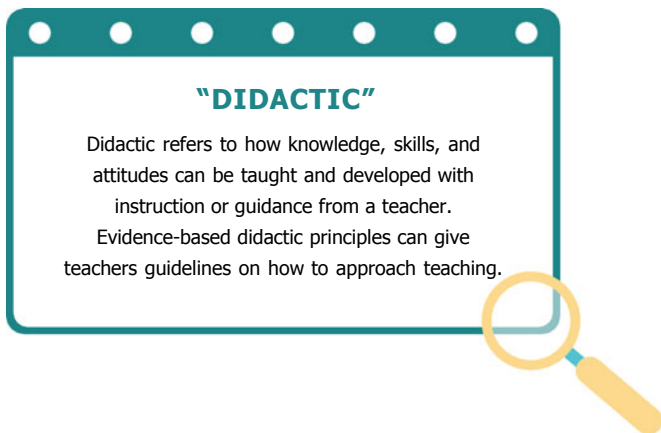 “DIDACTIC”
Didactic refers to how knowledge, skills, and
attitudes can be taught and developed with
instruction or guidance from a teacher.
Evidence-based didactic principles can give
teachers guidelines on how to approach teaching.